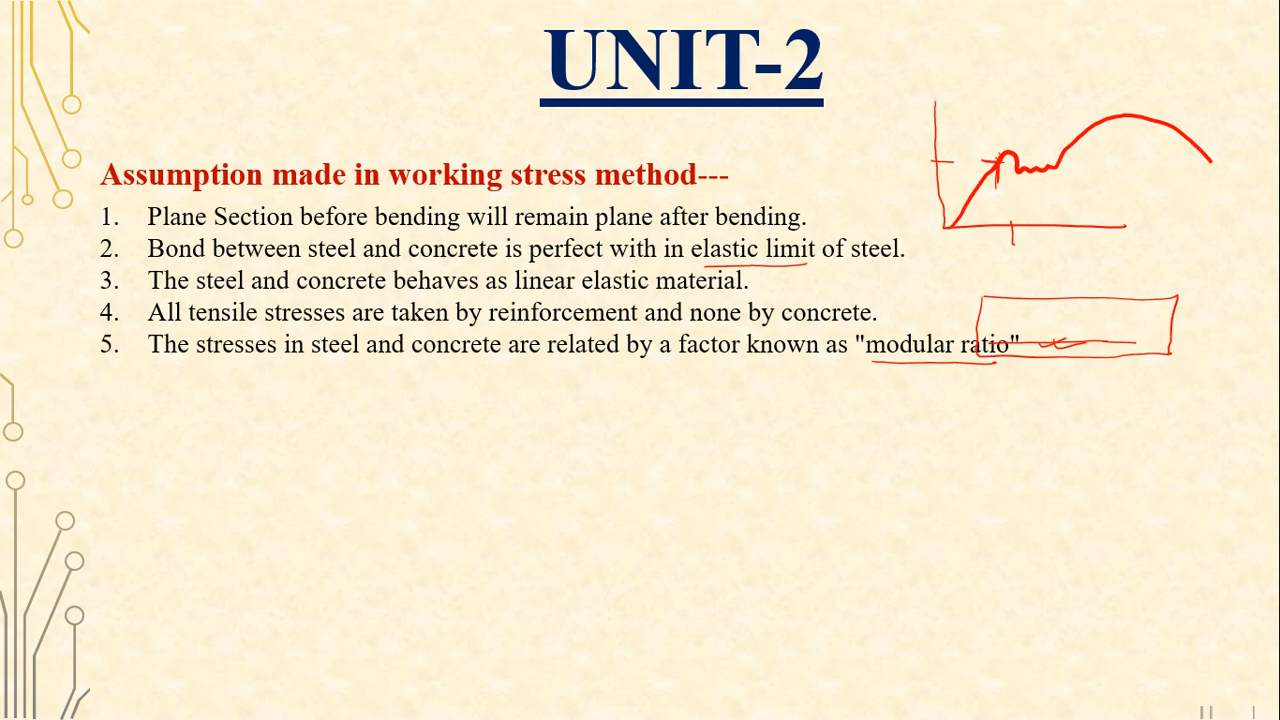 UNIT-2
Assumption made in working stress method---
1. Plane Section before bending will remain plane after bending.
2. Bond between steel and concrete is perfect with in elastic limit of steel.
3. The steel and concrete behaves as linear elastic material.
4. All tensile stresses are taken by reinforcement and none by concrete.
5. The stresses in steel and concrete are related by a factor known as "modular ratio"